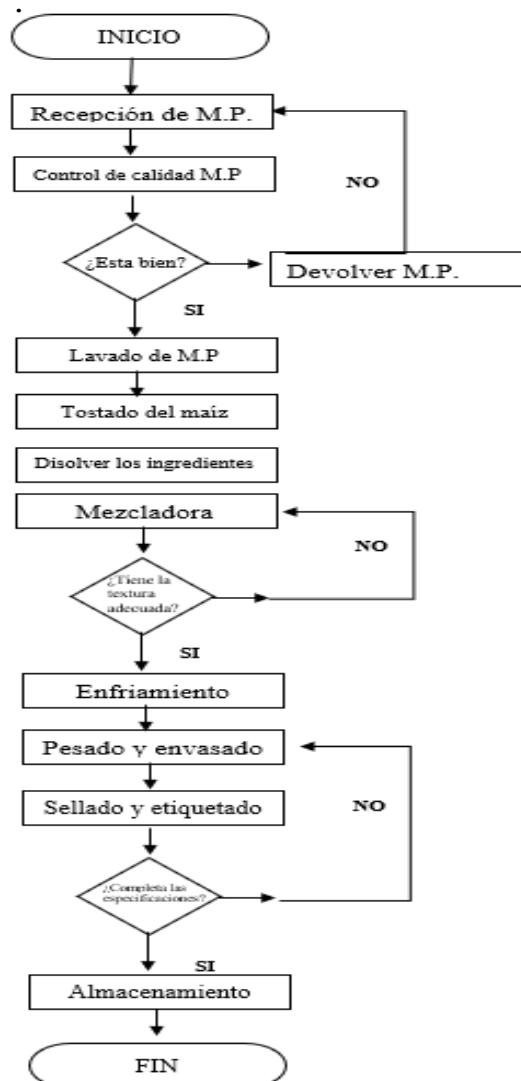 INICIO
Recepción de M.P.
Control de calidad M.P
NO
¿Esta bien?
Devolver M.P.
SI
Lavado de M.P
Tostado del maíz
Disolver los ingredientes
Mezcladora
NO
¿Tiene la
textura
adecuada?
SI
Enfriamiento
Pesado y envasado
Sellado y etiquetado
NO
¿Completa las
especificaciones?
SI
Almacenamiento
FIN